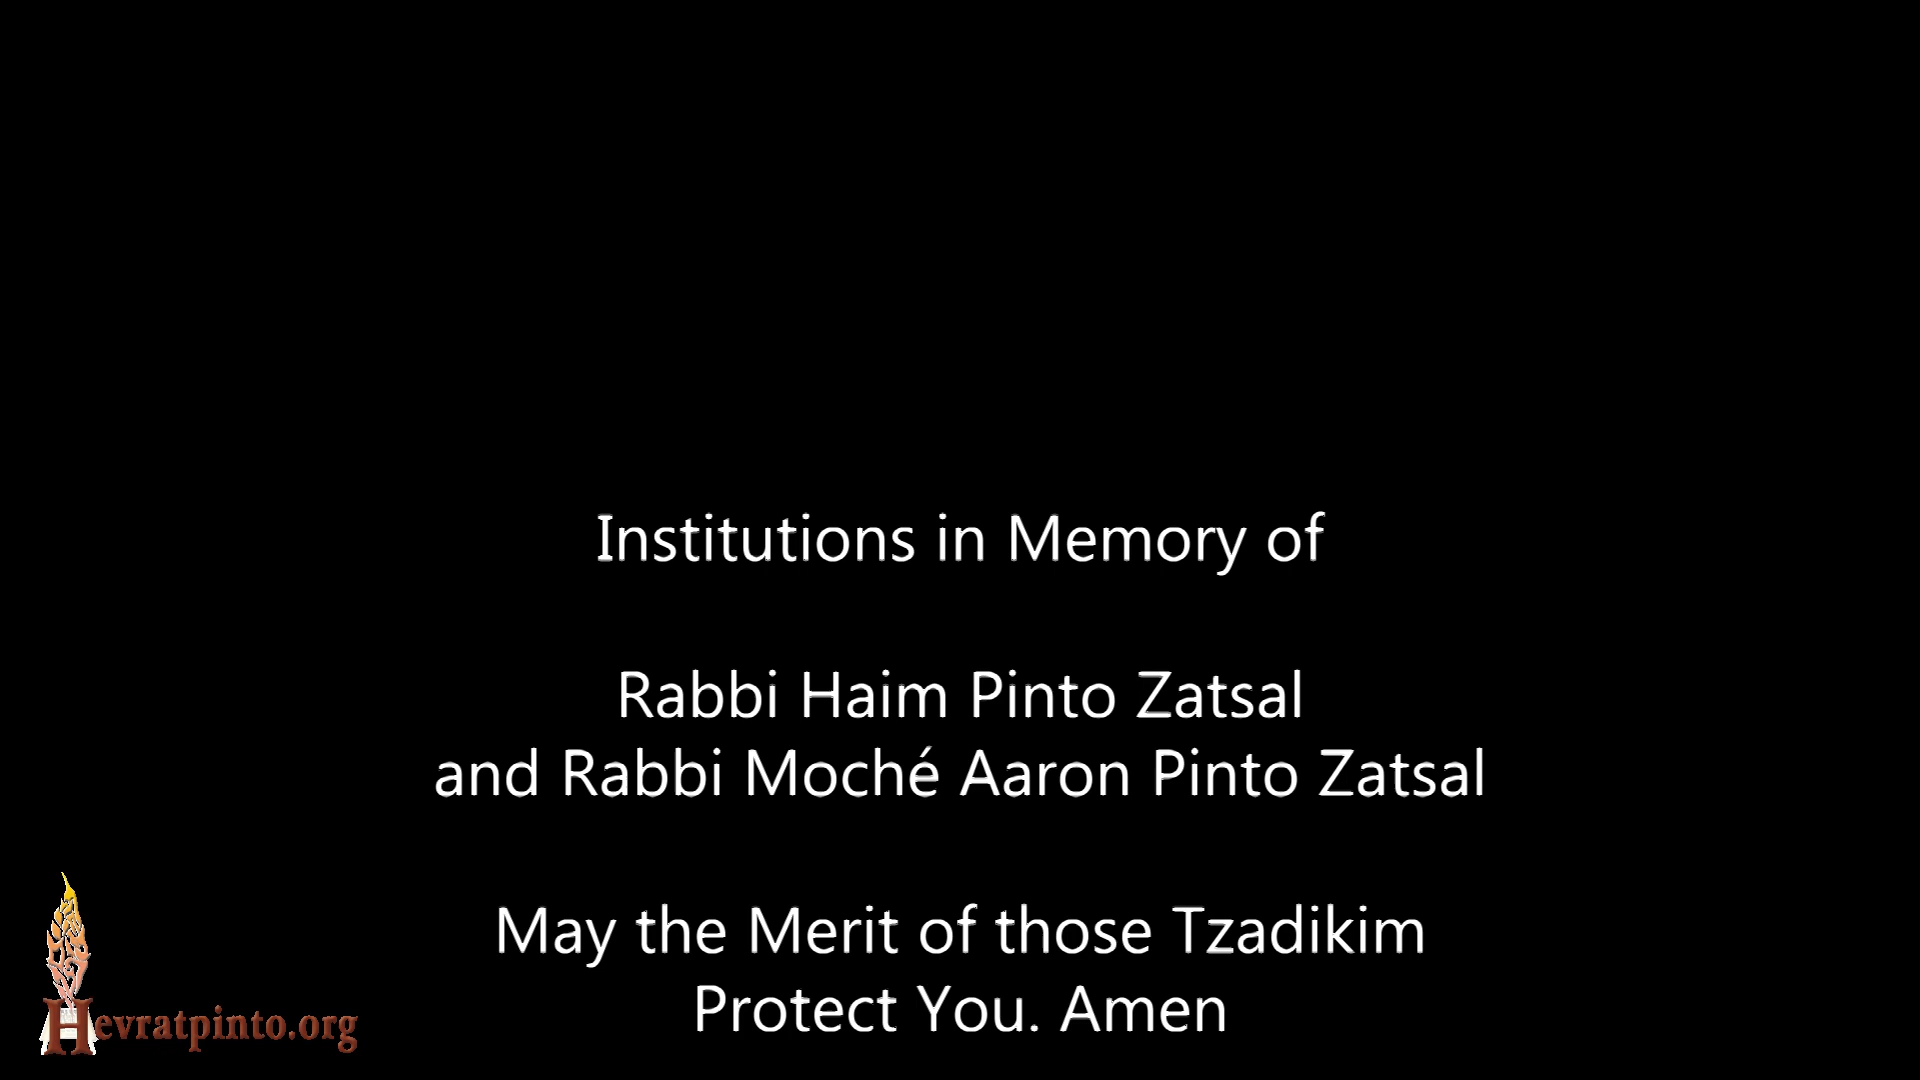 Institutions in Memory of
Rabbi Haim Pinto Zatsal
and Rabbi Moché Aaron Pinto Zatsal
May the Merit of those Tzadikim
Protect You. Amen
Hevratpinto.org